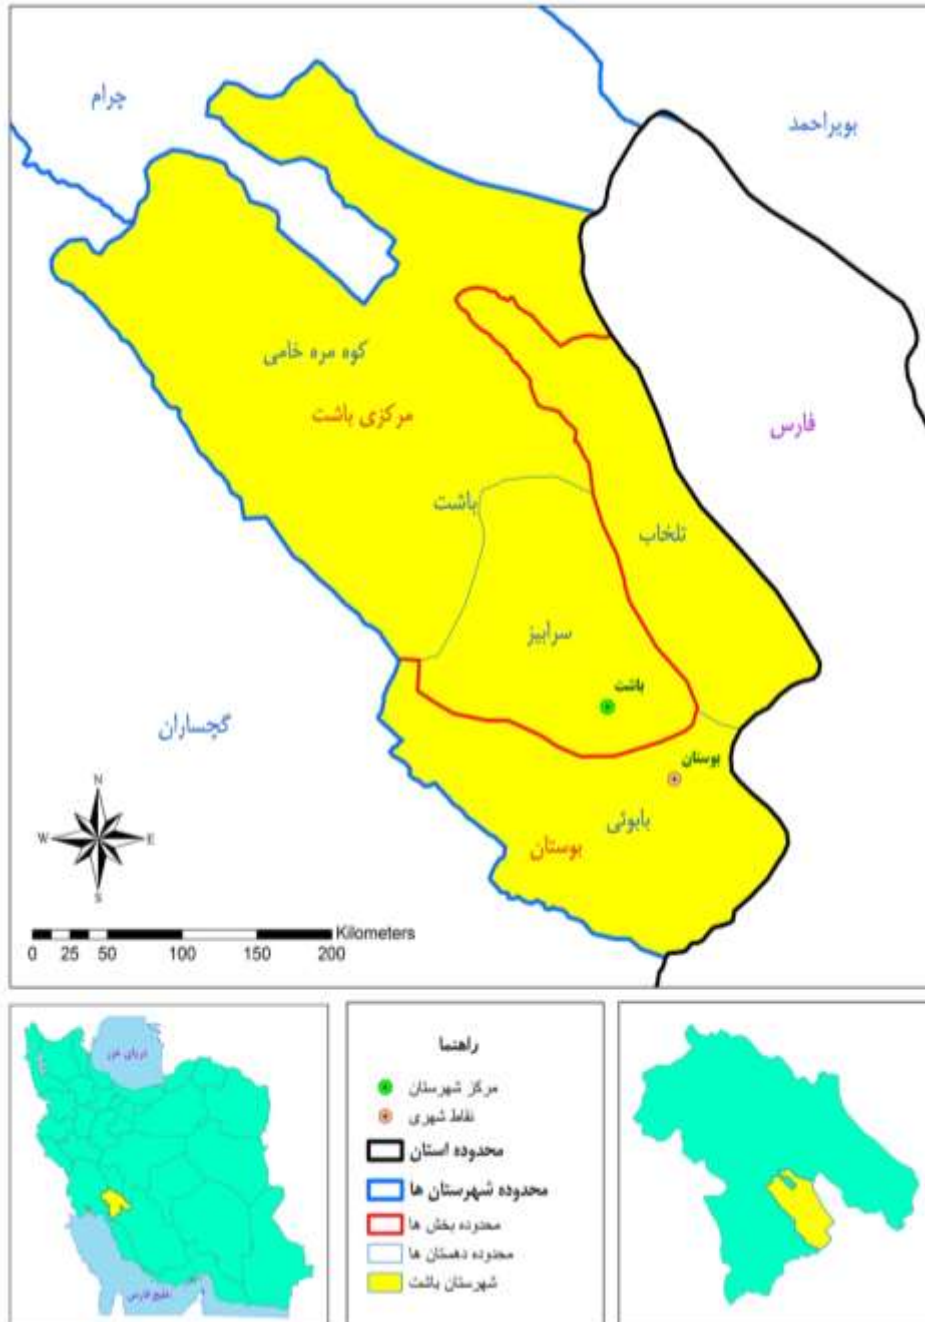 چرام
بویراحمد
کوه مره خامی
مرکزی باشت
فارس
باشت
تلخاب
سرابیز
باشت
گچساران
بوستان
بابوئی
بوستان
N
W
E
S
Kilometers
0 25 50 100 150 200
دریای خزر
خلیج فارس
راهنما
مرکز شهرستان
نقاط شهری
محدوده استان
محدوده شهرستان ها
محدوده بخش ها
محدوده دهستان ها
شهرستان باشت